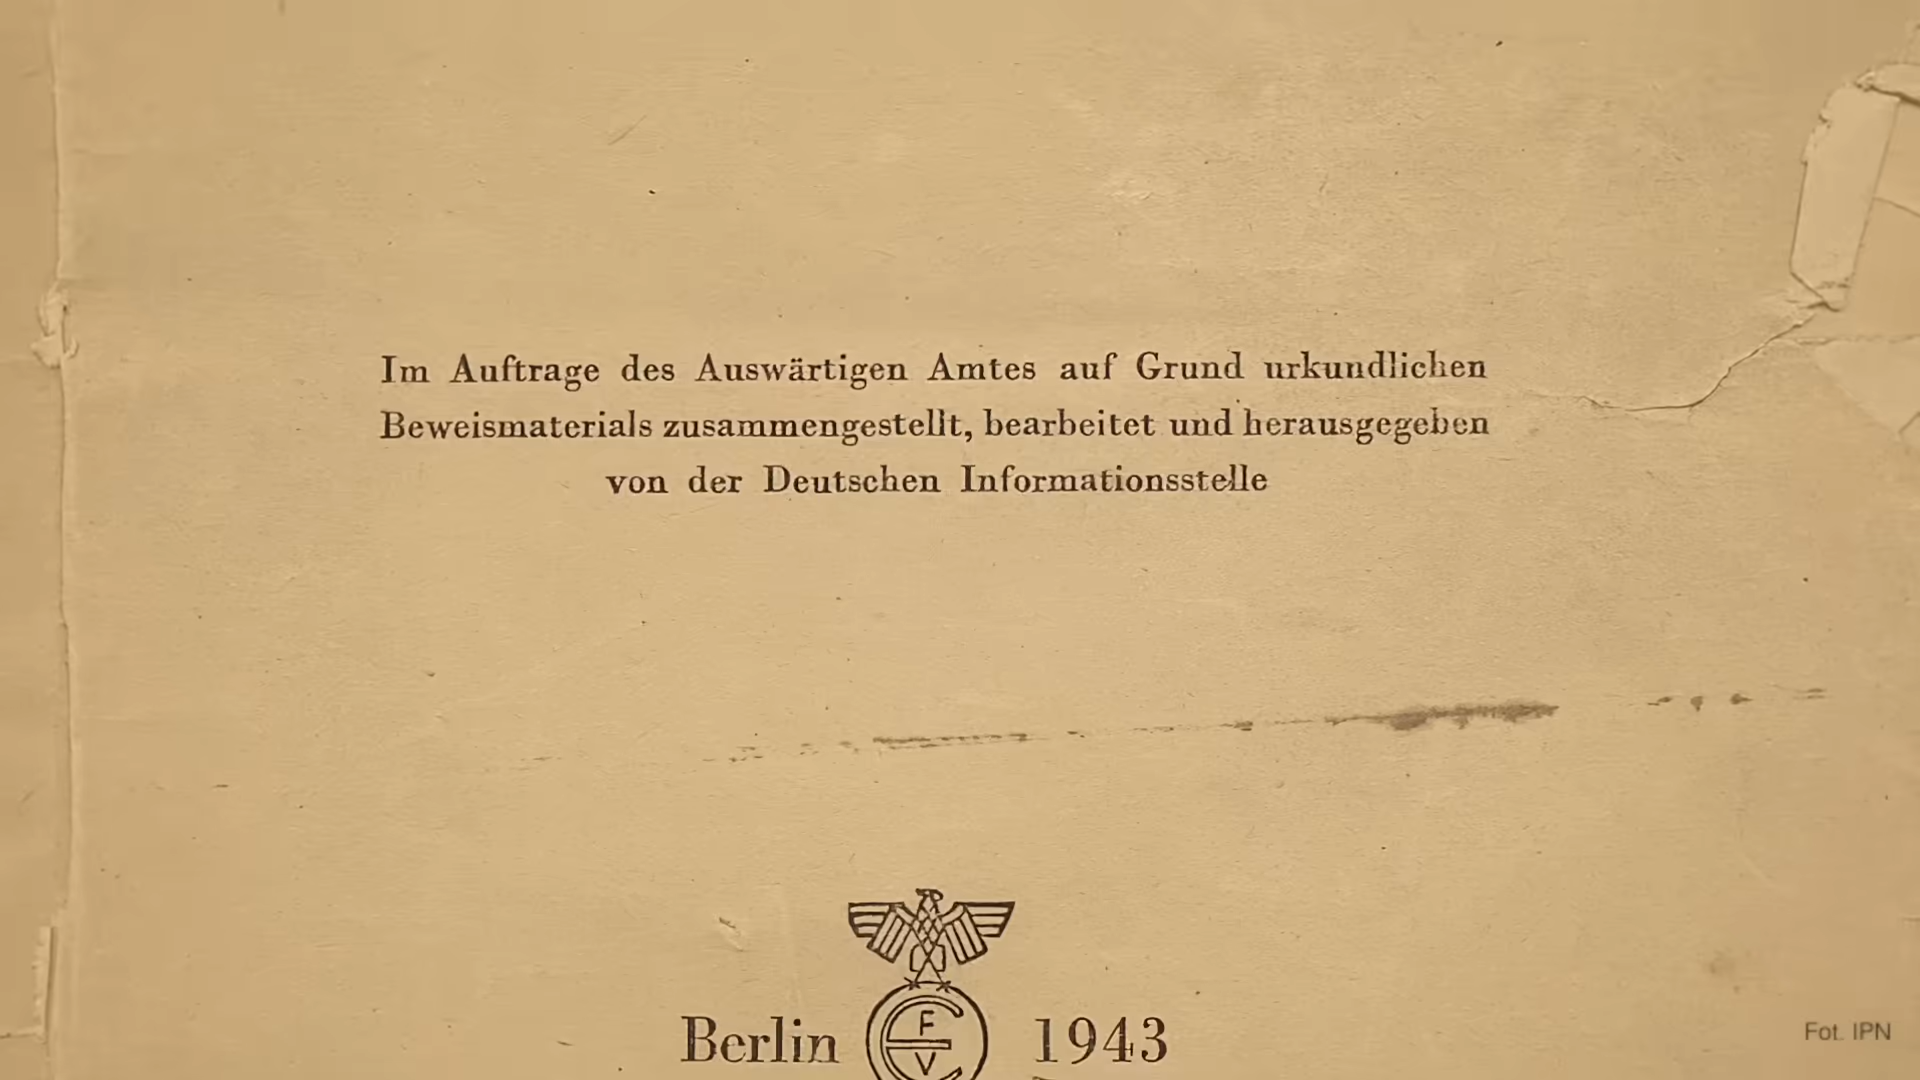 Im Auftrage des Auswärtigen Amtes auf Grund urkundlichen
Beweismaterials zusammengestellt, bearbeitet und herausgegeben
von der Deutschen Informationsstelle
F
E
V
Berlin 1943
Fot. IPN